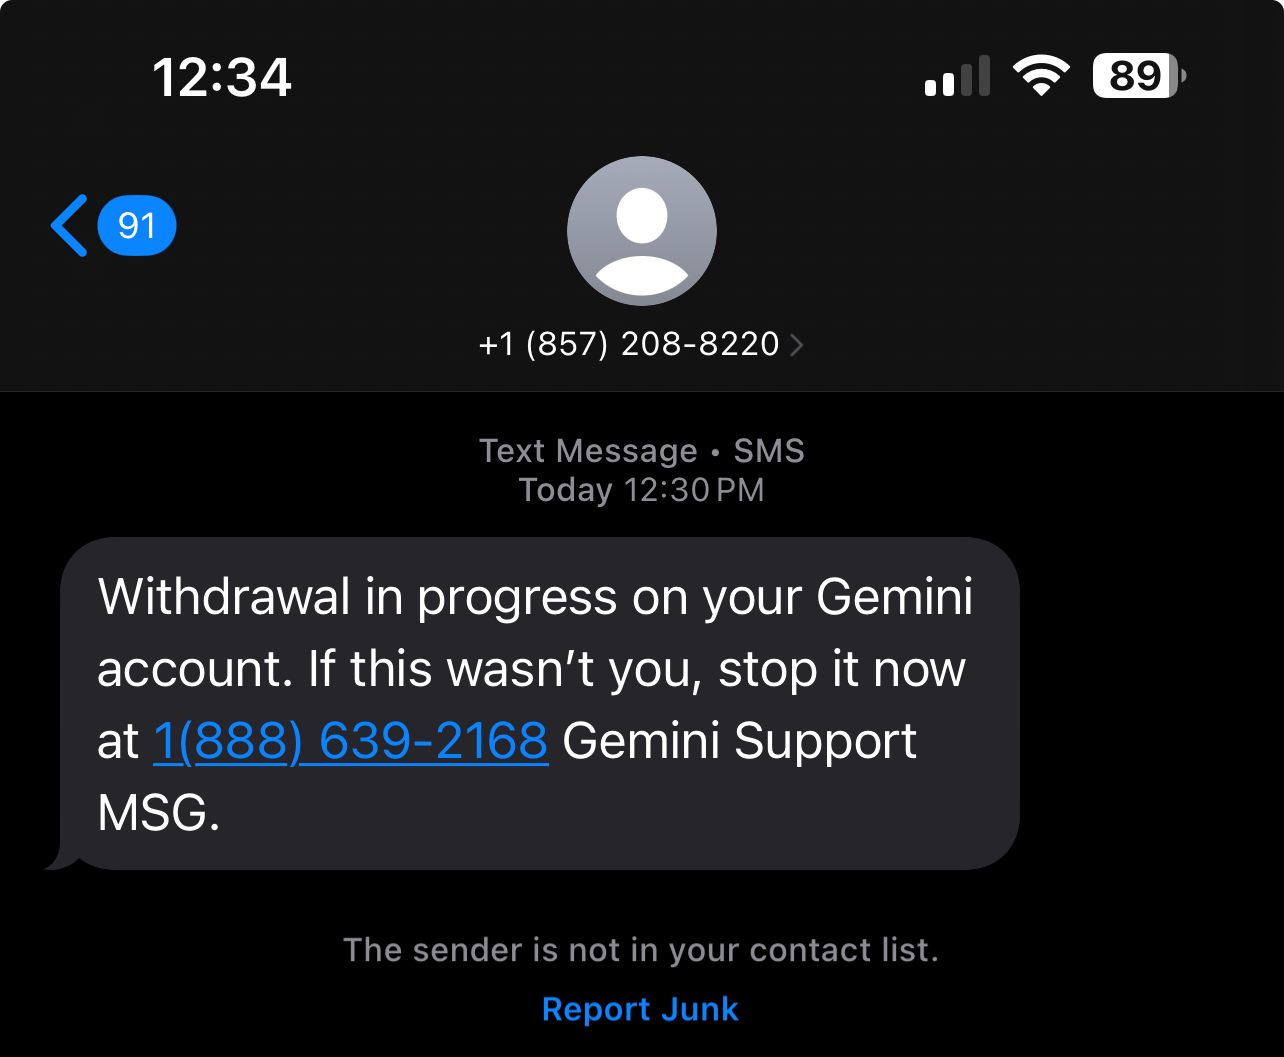 12:34
89
91
+1 (857) 208-8220
Text Message • SMS
Today 12:30 PM
Withdrawal in progress on your Gemini
account. If this wasn’t you, stop it now
at 1(888) 639-2168 Gemini Support
MSG.
The sender is not in your contact list.
Report Junk